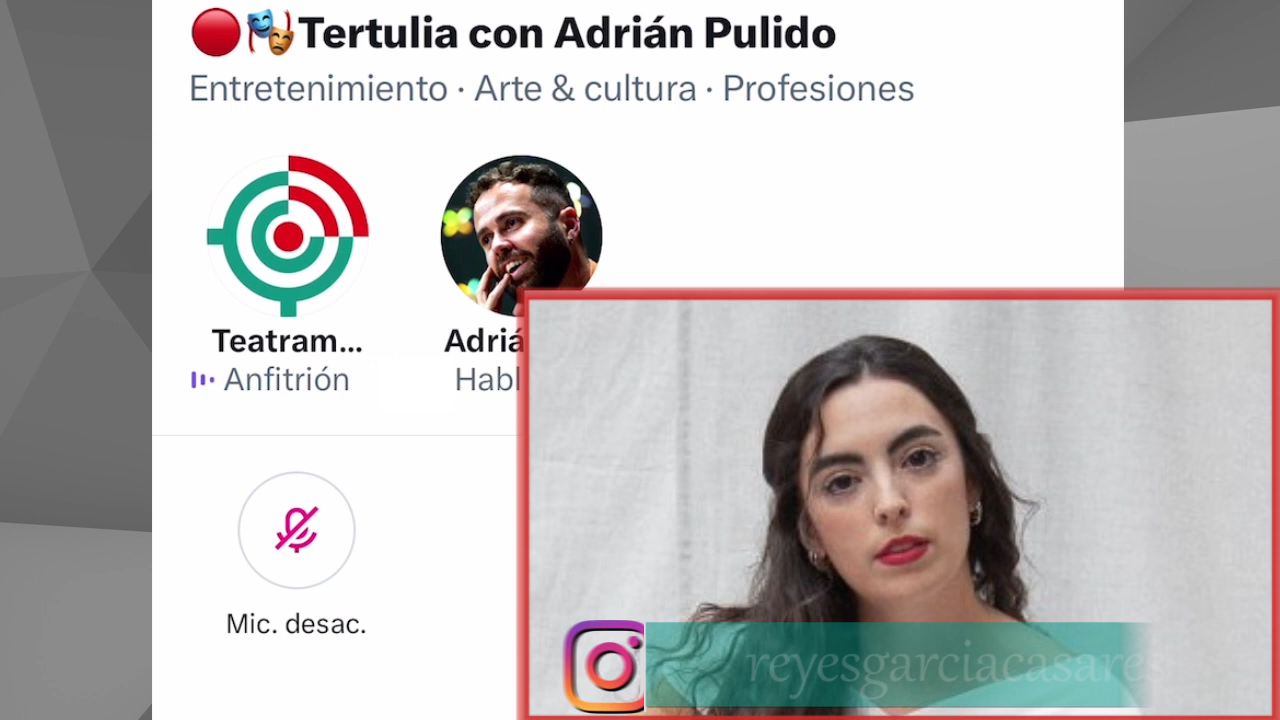 Tertulia con Adrián Pulido
Entretenimiento · Arte & cultura · Profesiones
Teatram...
Adriá
Anfitrión
Habl
Mic. desac.
reyesgarciacasares